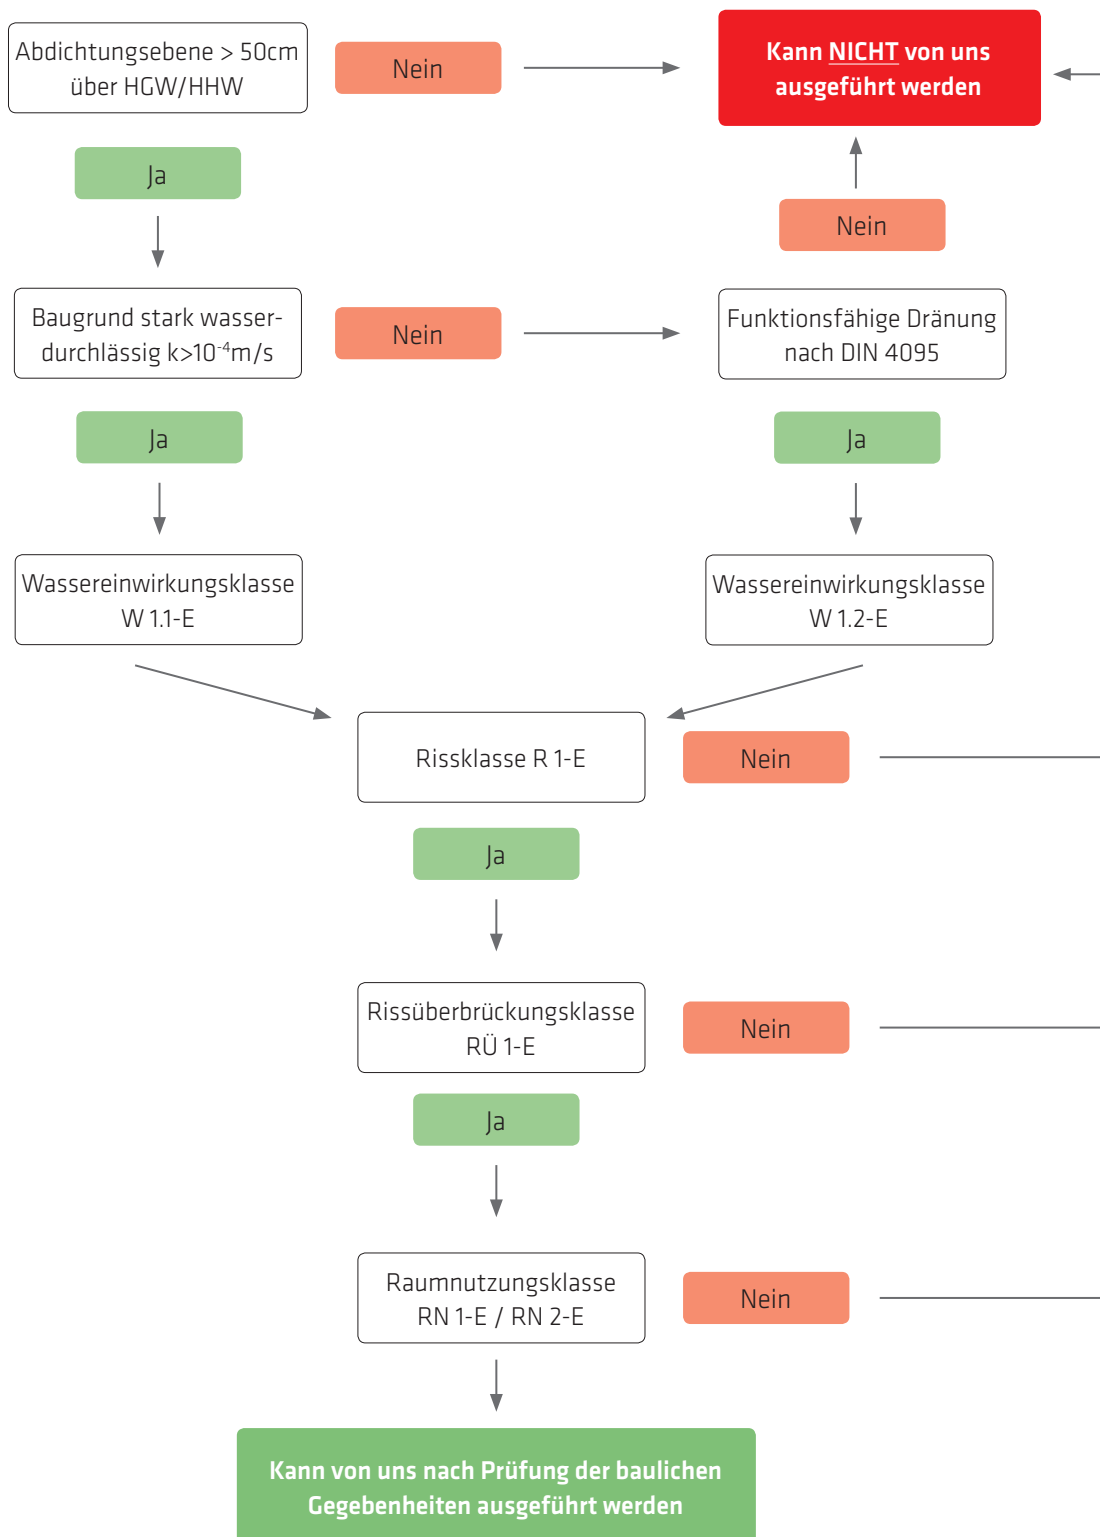 Abdichtungsebene > 50cm
über HGW/HHW
Nein
Kann NICHT von uns
ausgeführt werden
Ja
Nein
Baugrund stark wasser-
durchlässig k>10⁻⁴m/s
Nein
Funktionsfähige Dränung
nach DIN 4095
Ja
Ja
Wassereinwirkungsklasse
W 1.1-E
Wassereinwirkungsklasse
W 1.2-E
Rissklasse R 1-E
Nein
Ja
Rissüberbrückungsklasse
RÜ 1-E
Nein
Ja
Raumnutzungsklasse
RN 1-E / RN 2-E
Nein
Kann von uns nach Prüfung der baulichen
Gegebenheiten ausgeführt werden